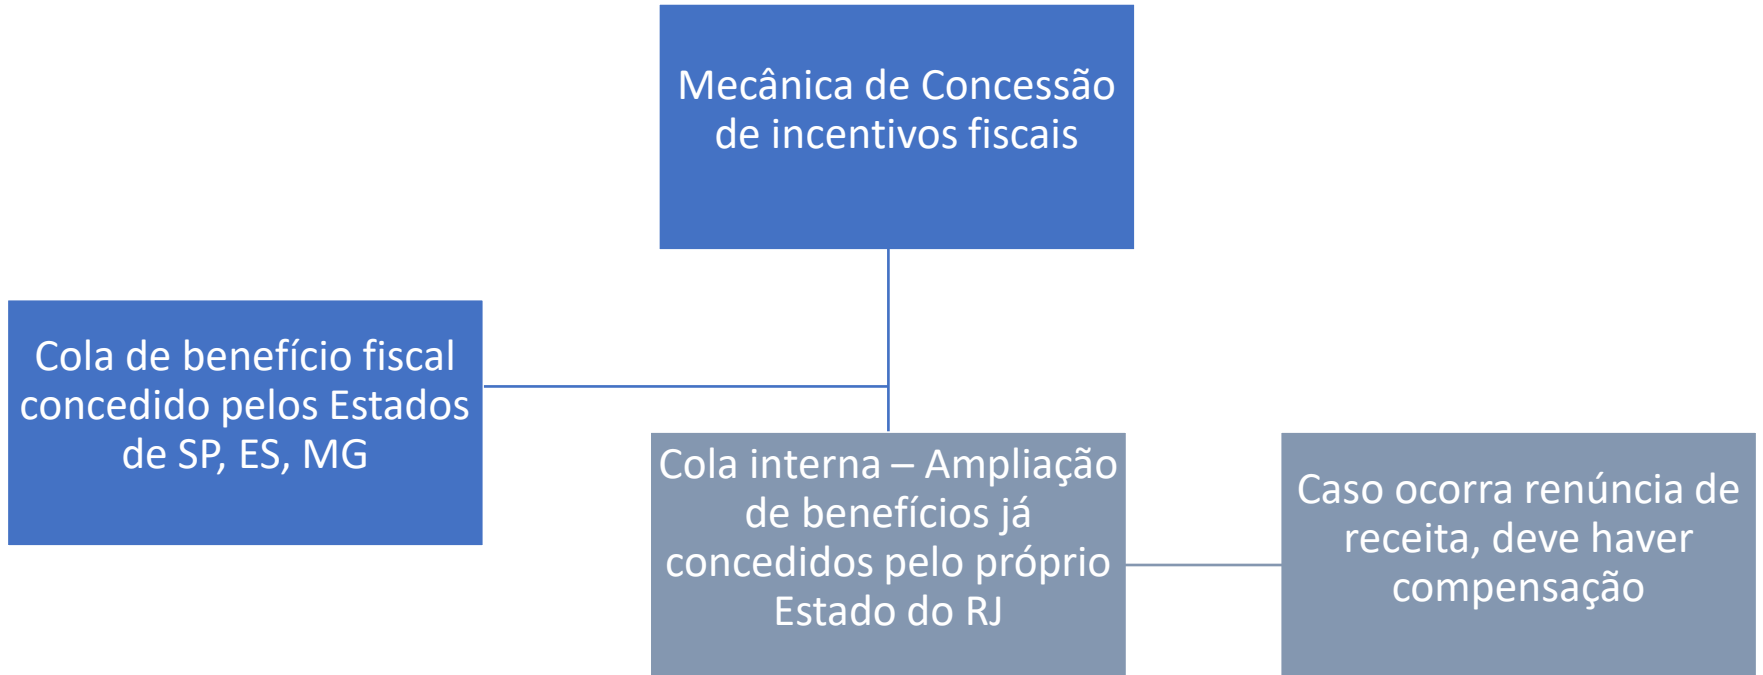 Mecânica de Concessão
de incentivos fiscais
Cola de benefício fiscal
concedido pelos Estados
de SP, ES, MG
Cola interna – Ampliação
de benefícios já
concedidos pelo próprio
Estado do RJ
Caso ocorra renúncia de
receita, deve haver
compensação